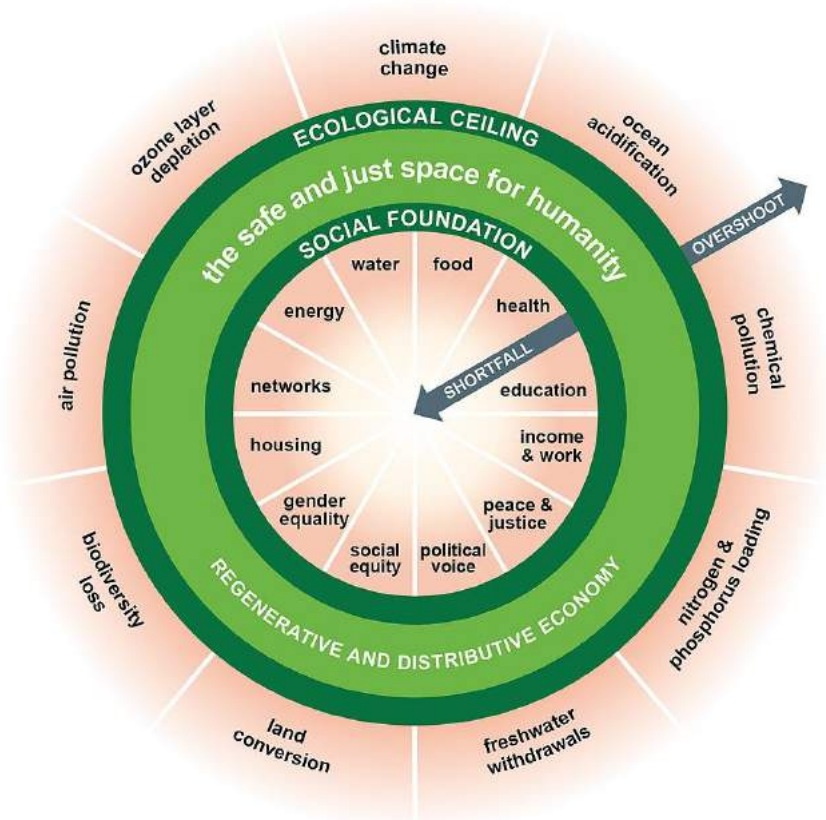 climate
change
ocean
acidification
chemical
pollution
nitrogen &
phosphorus loading
freshwater
withdrawals
land
conversion
biodiversity
loss
air pollution
ozone layer
depletion
OVERSHOOT
ECOLOGICAL CEILING
the safe and just space for humanity
SOCIAL FOUNDATION
water
food
health
SHORTFALL
education
income
& work
peace &
justice
political
voice
social
equity
gender
equality
housing
networks
energy
REGENERATIVE AND DISTRIBUTIVE ECONOMY